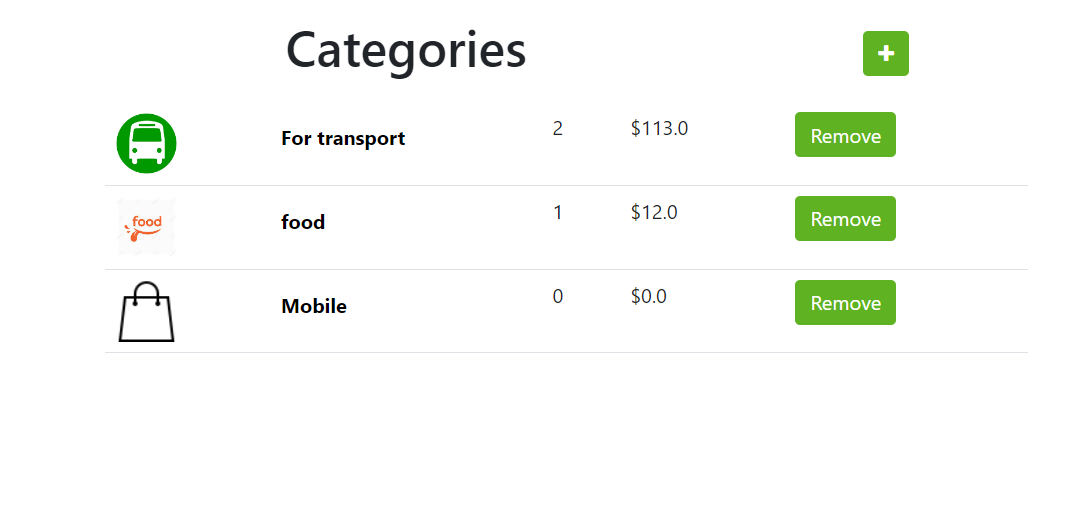 Categories
+
For transport 2 $113.0 Remove
food food 1 $12.0 Remove
Mobile 0 $0.0 Remove